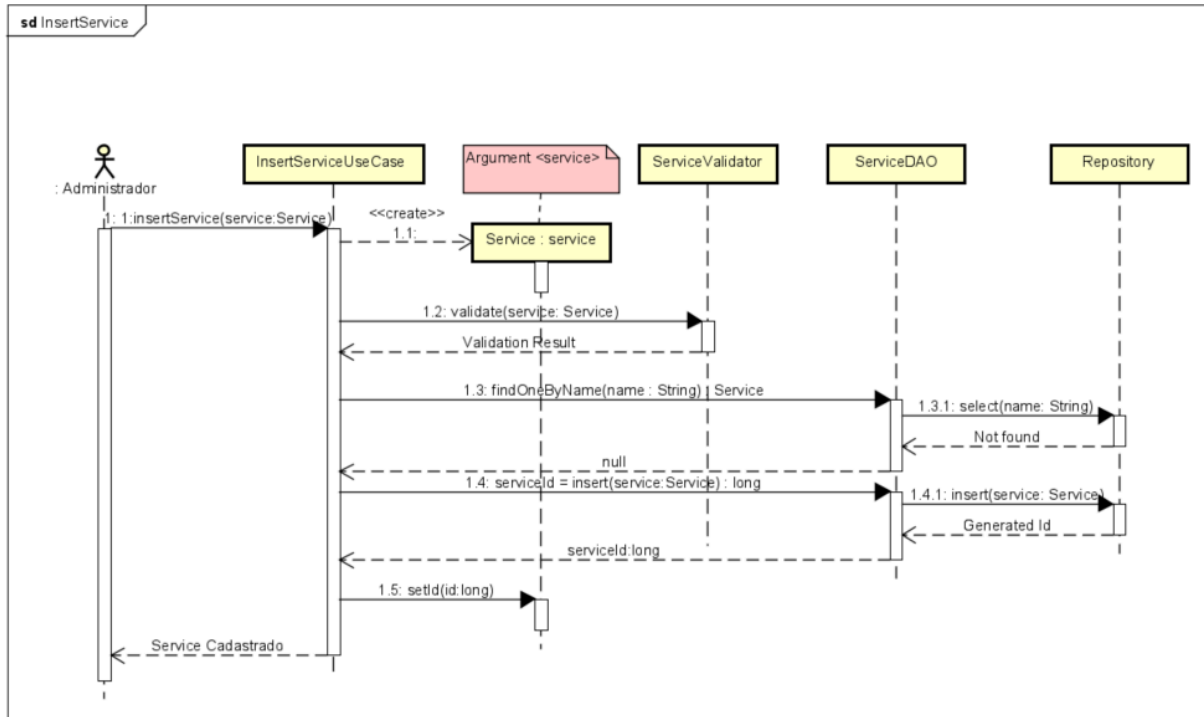 sd InsertService
: Administrador
InsertServiceUseCase
Argument <service>
ServiceValidator
ServiceDAO
Repository
1: 1:insertService(service:Service)
<<create>>
1.1:
Service : service
1.2: validate(service: Service)
Validation Result
1.3: findOneByName(name : String) : Service
1.3.1: select(name: String)
Not found
null
1.4: serviceId = insert(service:Service) : long
1.4.1: insert(service: Service)
Generated Id
serviceId:long
1.5: setId(id:long)
Service Cadastrado